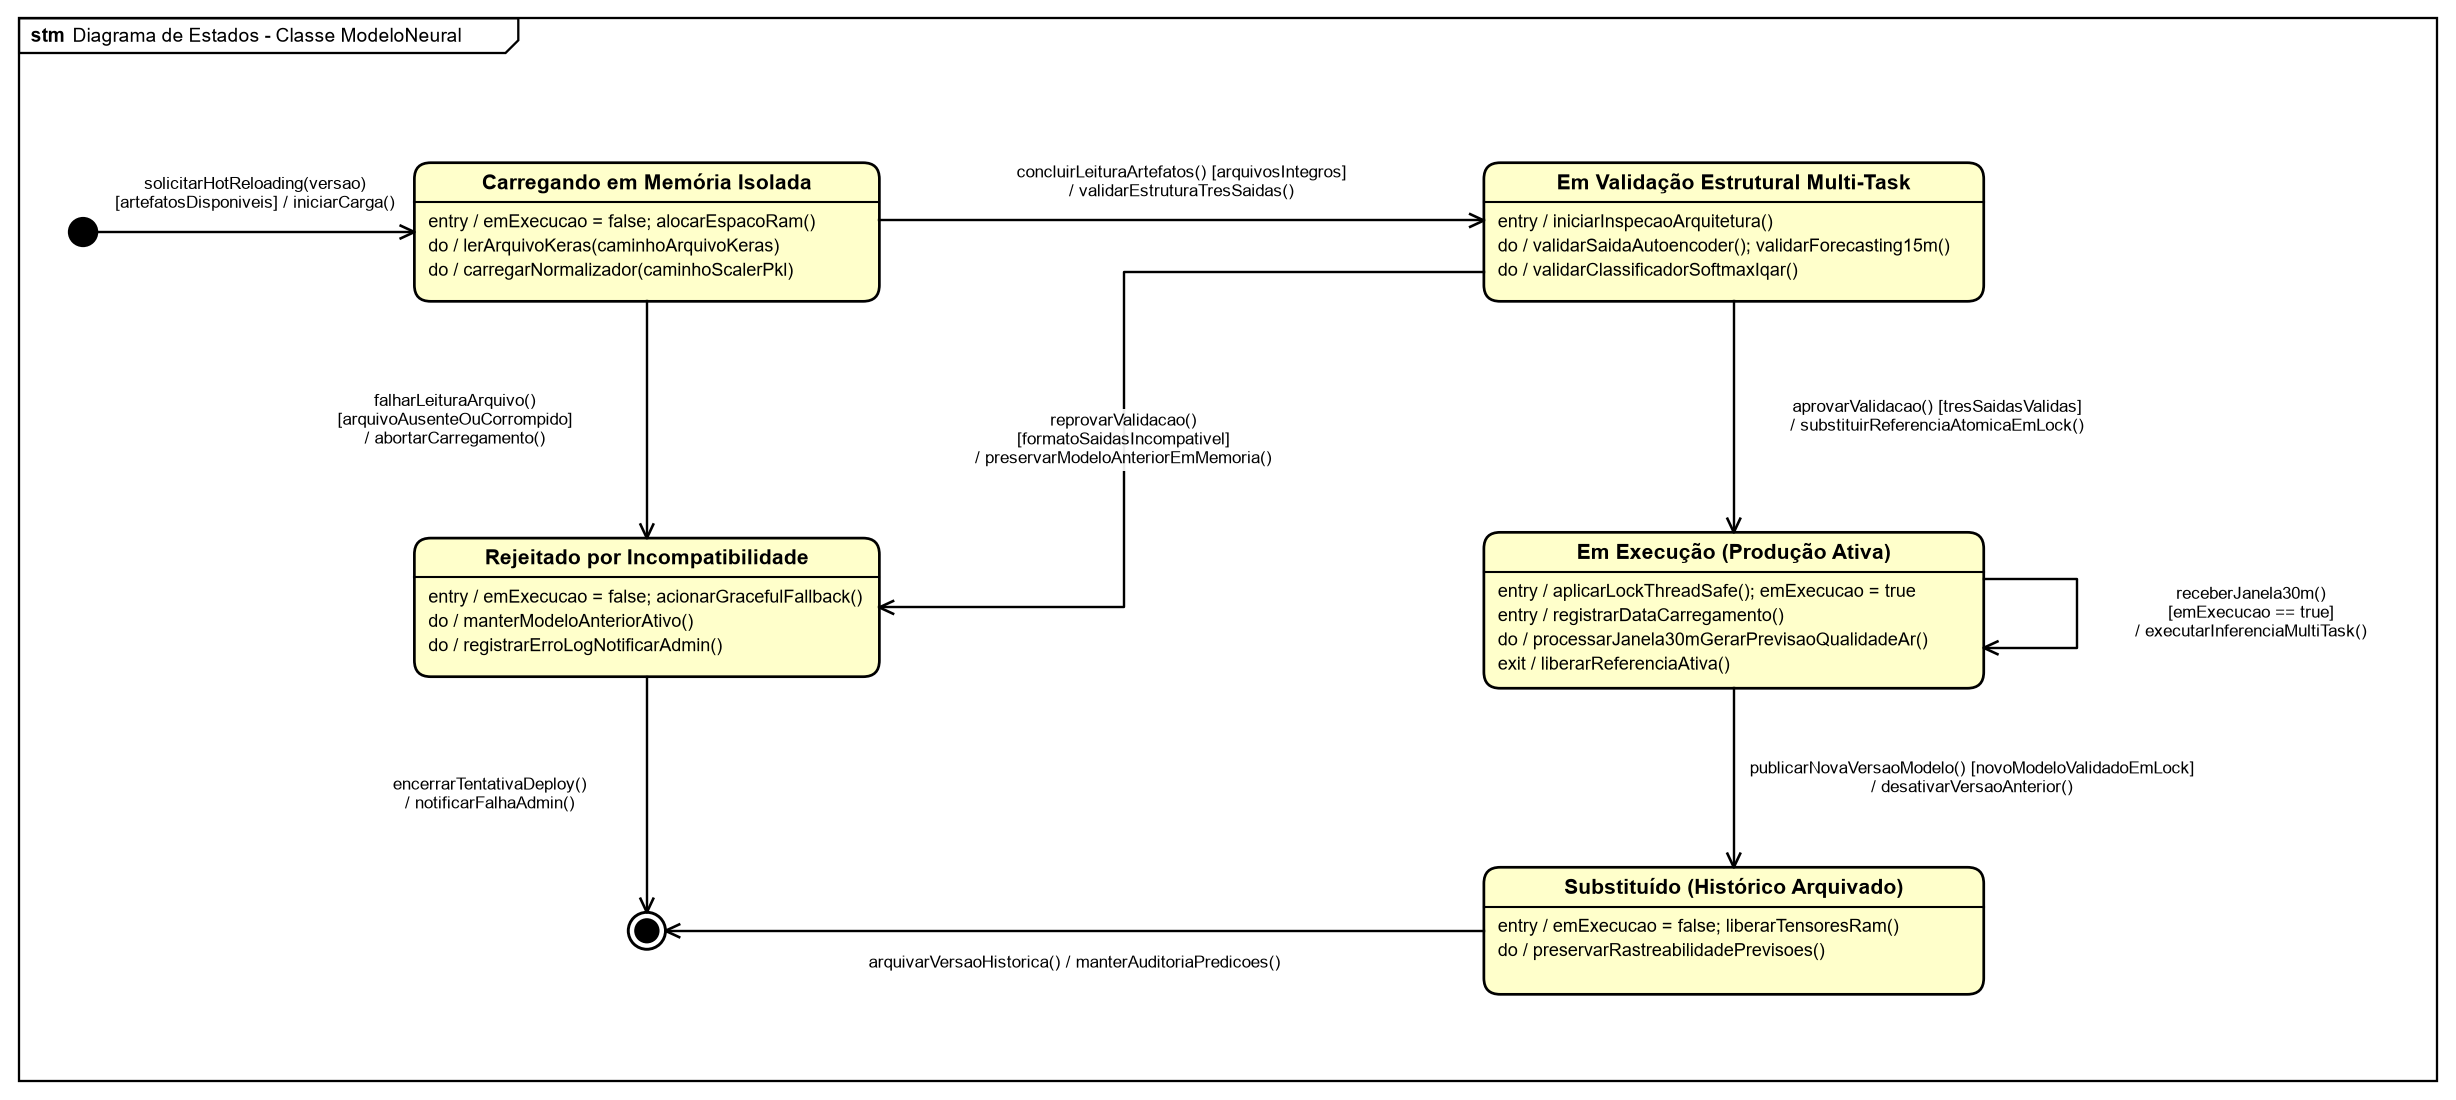 stm Diagrama de Estados - Classe ModeloNeural
solicitarHotReloading(versao)
[artefatosDisponiveis] / iniciarCarga()
Carregando em Memória Isolada
entry / emExecucao = false; alocarEspacoRam()
do / lerArquivoKeras(caminhoArquivoKeras)
do / carregarNormalizador(caminhoScalerPkl)
concluirLeituraArtefatos() [arquivosIntegros]
/ validarEstruturaTresSaidas()
Em Validação Estrutural Multi-Task
entry / iniciarInspecaoArquitetura()
do / validarSaidaAutoencoder(); validarForecasting15m()
do / validarClassificadorSoftmaxIqar()
falharLeituraArquivo()
[arquivoAusenteOuCorrompido]
/ abortarCarregamento()
reprovarValidacao()
[formatoSaidasIncompativel]
/ preservarModeloAnteriorEmMemoria()
aprovarValidacao() [tresSaidasValidas]
/ substituirReferenciaAtomicaEmLock()
Rejeitado por Incompatibilidade
entry / emExecucao = false; acionarGracefulFallback()
do / manterModeloAnteriorAtivo()
do / registrarErroLogNotificarAdmin()
Em Execução (Produção Ativa)
entry / aplicarLockThreadSafe(); emExecucao = true
entry / registrarDataCarregamento()
do / processarJanela30mGerarPrevisaoQualidadeAr()
exit / liberarReferenciaAtiva()
receberJanela30m()
[emExecucao == true]
/ executarInferenciaMultiTask()
encerrarTentativaDeploy()
/ notificarFalhaAdmin()
publicarNovaVersaoModelo() [novoModeloValidadoEmLock]
/ desativarVersaoAnterior()
Substituído (Histórico Arquivado)
entry / emExecucao = false; liberarTensoresRam()
do / preservarRastreabilidadePrevisoes()
arquivarVersaoHistorica() / manterAuditoriaPredicoes()